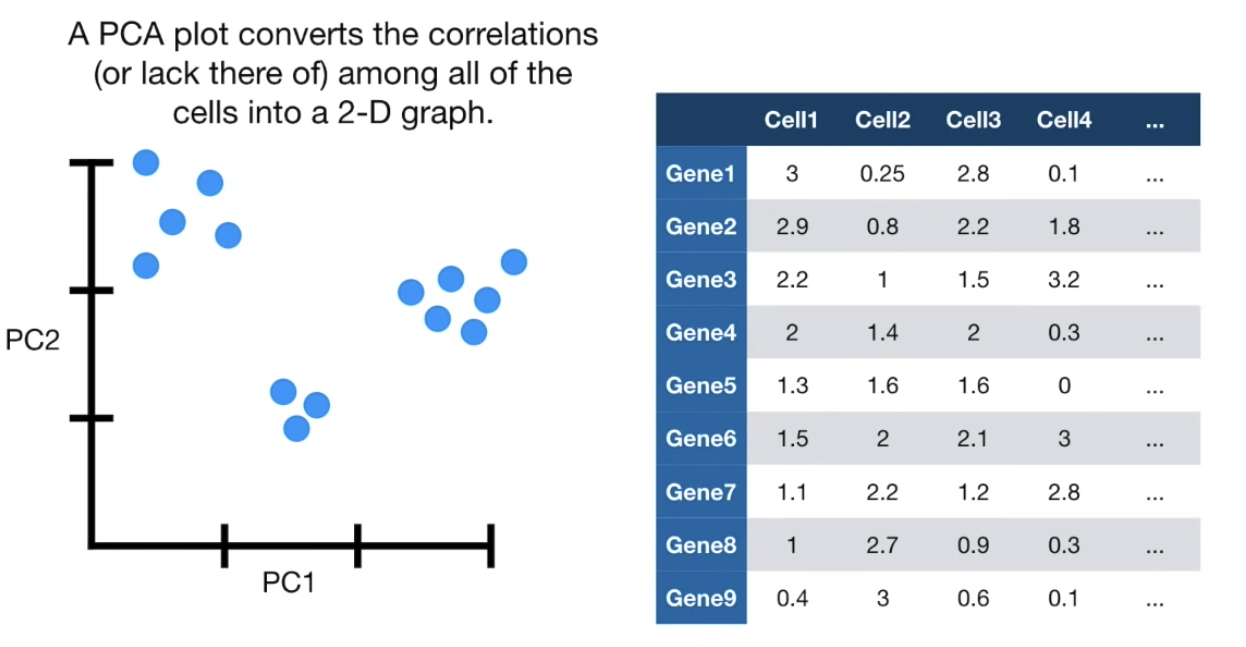 A PCA plot converts the correlations
(or lack there of) among all of the
cells into a 2-D graph.
PC2
PC1
Cell1 Cell2 Cell3 Cell4 ...
Gene1 3 0.25 2.8 0.1 ...
Gene2 2.9 0.8 2.2 1.8 ...
Gene3 2.2 1 1.5 3.2 ...
Gene4 2 1.4 2 0.3 ...
Gene5 1.3 1.6 1.6 0 ...
Gene6 1.5 2 2.1 3 ...
Gene7 1.1 2.2 1.2 2.8 ...
Gene8 1 2.7 0.9 0.3 ...
Gene9 0.4 3 0.6 0.1 ...